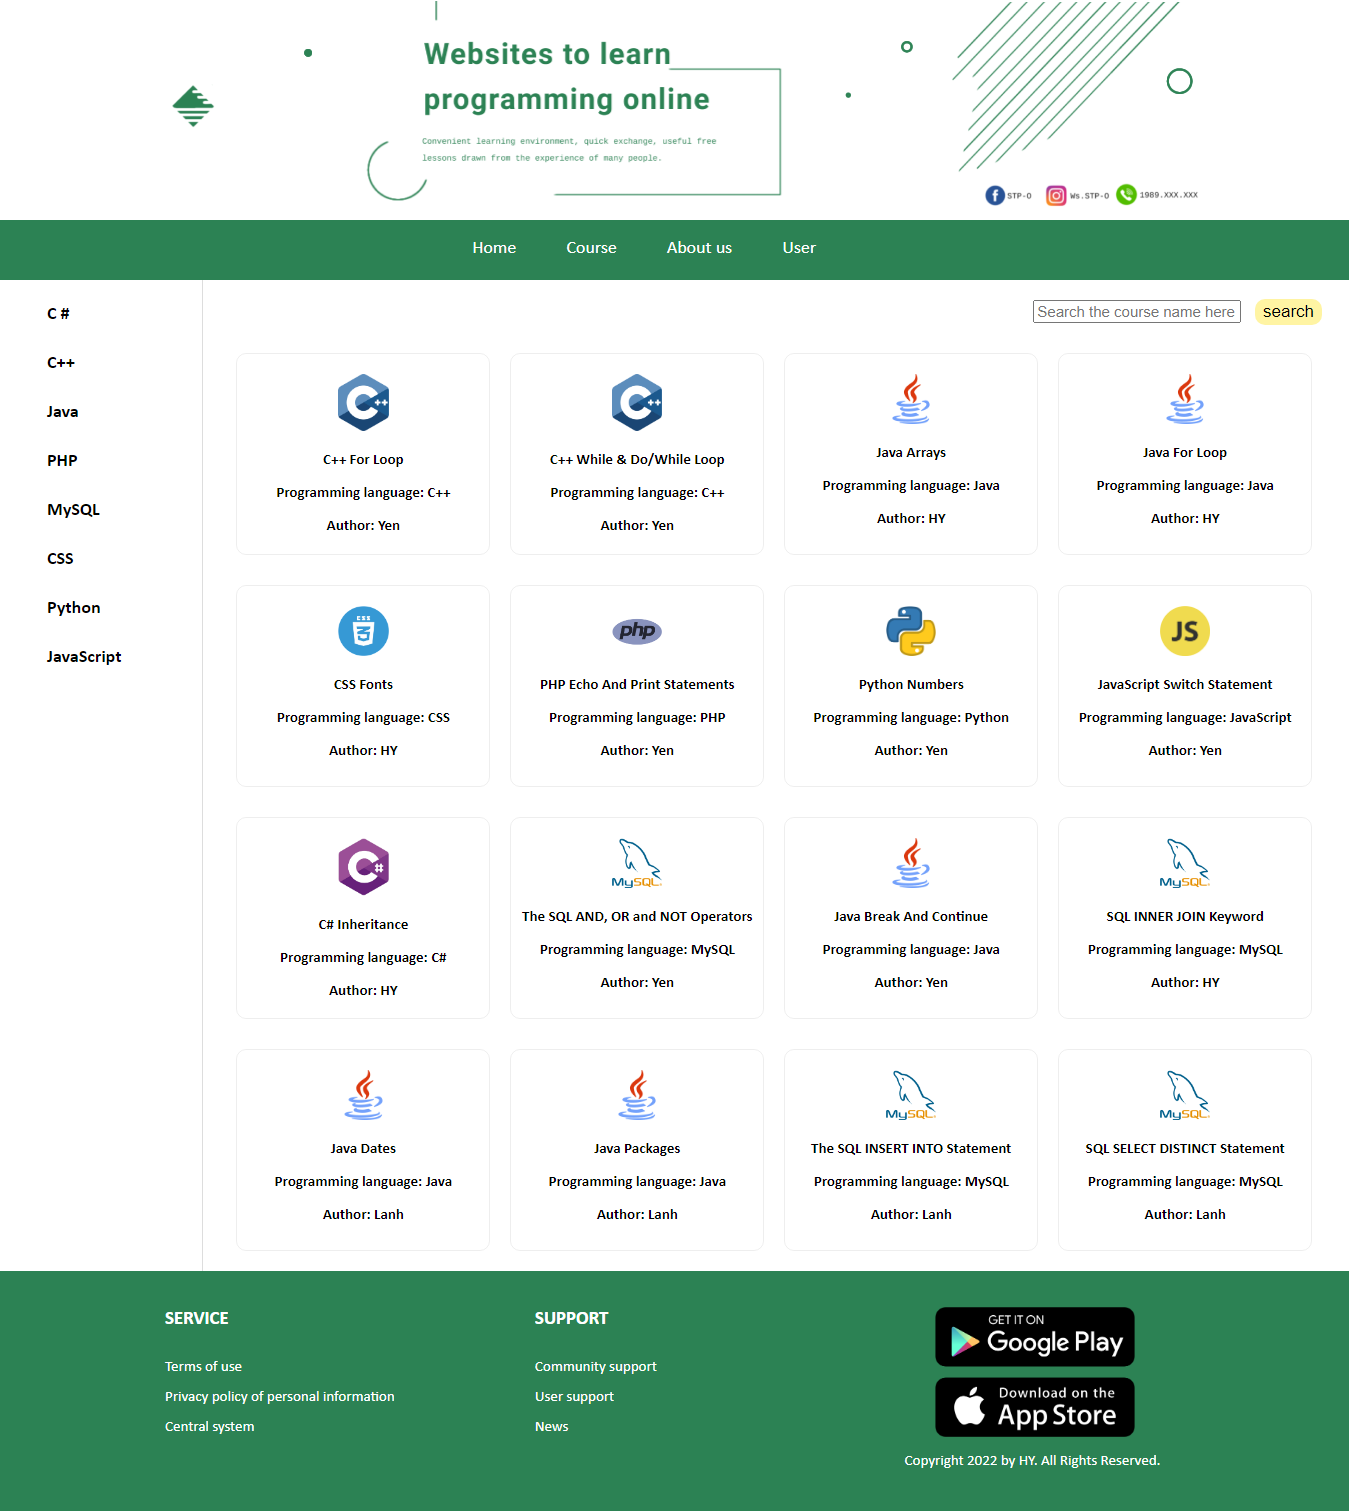 Websites to learn
programming online
Convenient learning environment, quick exchange, useful free
lessons drawn from the experience of many people.
STP-O
Ws.STP-O
1989.XXX.XXX
Home Course About us User
C #
C++
Java
PHP
MySQL
CSS
Python
JavaScript
Search the course name here
search
C++ For Loop
Programming language: C++
Author: Yen
C++ While & Do/While Loop
Programming language: C++
Author: Yen
Java Arrays
Programming language: Java
Author: HY
Java For Loop
Programming language: Java
Author: HY
CSS
CSS Fonts
Programming language: CSS
Author: HY
php
PHP Echo And Print Statements
Programming language: PHP
Author: Yen
Python Numbers
Programming language: Python
Author: Yen
JS
JavaScript Switch Statement
Programming language: JavaScript
Author: Yen
C#
C# Inheritance
Programming language: C#
Author: HY
MySQL
The SQL AND, OR and NOT Operators
Programming language: MySQL
Author: Yen
Java Break And Continue
Programming language: Java
Author: Yen
MySQL
SQL INNER JOIN Keyword
Programming language: MySQL
Author: HY
Java Dates
Programming language: Java
Author: Lanh
Java Packages
Programming language: Java
Author: Lanh
MySQL
The SQL INSERT INTO Statement
Programming language: MySQL
Author: Lanh
MySQL
SQL SELECT DISTINCT Statement
Programming language: MySQL
Author: Lanh
SERVICE
Terms of use
Privacy policy of personal information
Central system
SUPPORT
Community support
User support
News
GET IT ON
Google Play
Download on the
App Store
Copyright 2022 by HY. All Rights Reserved.